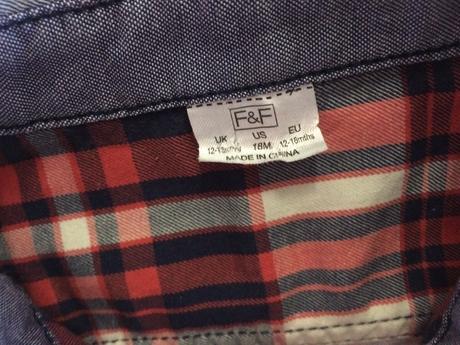 F&F
UK US EU
12-18mths 18M 12-18mths
MADE IN CHINA